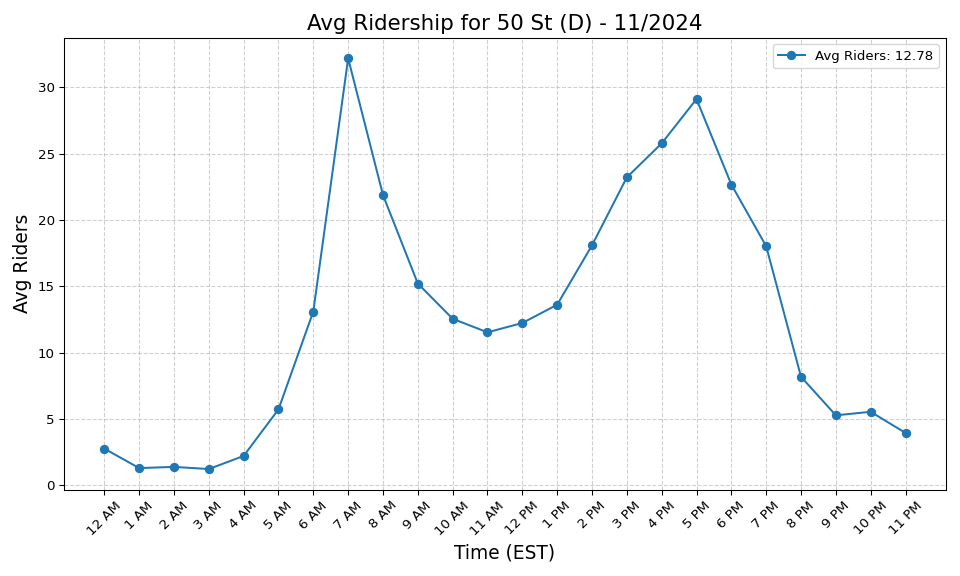 Avg Ridership for 50 St (D) - 11/2024
Avg Riders: 12.78
Avg Riders
30
25
20
15
10
5
0
12 AM
1 AM
2 AM
3 AM
4 AM
5 AM
6 AM
7 AM
8 AM
9 AM
10 AM
11 AM
12 PM
1 PM
2 PM
3 PM
4 PM
5 PM
6 PM
7 PM
8 PM
9 PM
10 PM
11 PM
Time (EST)